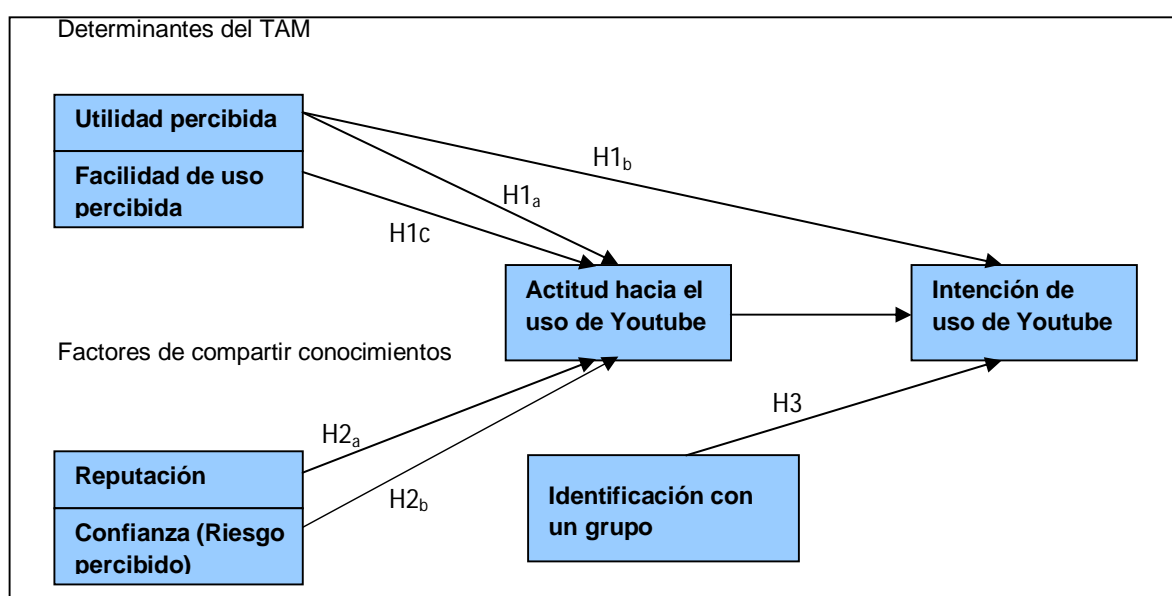 Determinantes del TAM
Utilidad percibida
Facilidad de uso
percibida
H1b
H1a
H1c
Actitud hacia el
uso de Youtube
Intención de
uso de Youtube
Factores de compartir conocimientos
H3
H2a
Reputación
H2b
Confianza (Riesgo
percibido)
Identificación con
un grupo